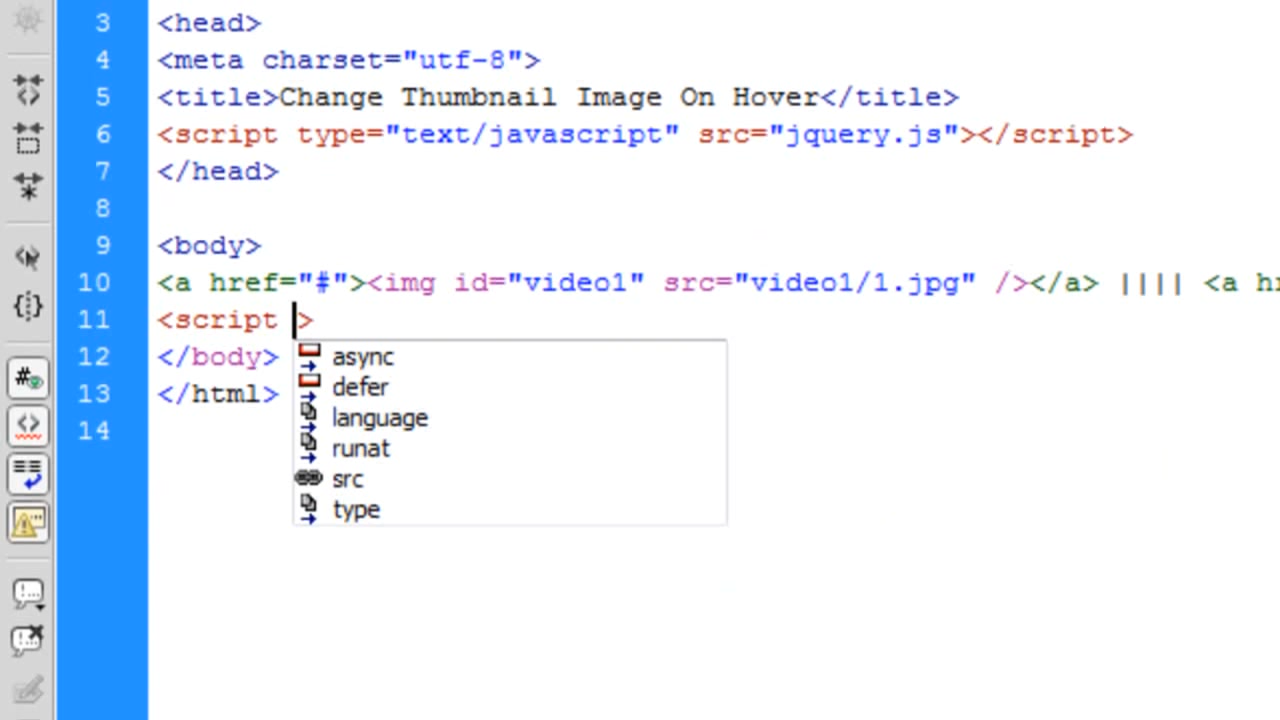 3 <head>
4 <meta charset="utf-8">
5 <title>Change Thumbnail Image On Hover</title>
6 <script type="text/javascript" src="jquery.js"></script>
7 </head>
8
9 <body>
10 <a href="#"><img id="video1" src="video1/1.jpg" /></a> |||| <a
11 <script >
12 </body>
async
13 </html>
defer
language
14
runat
src
type